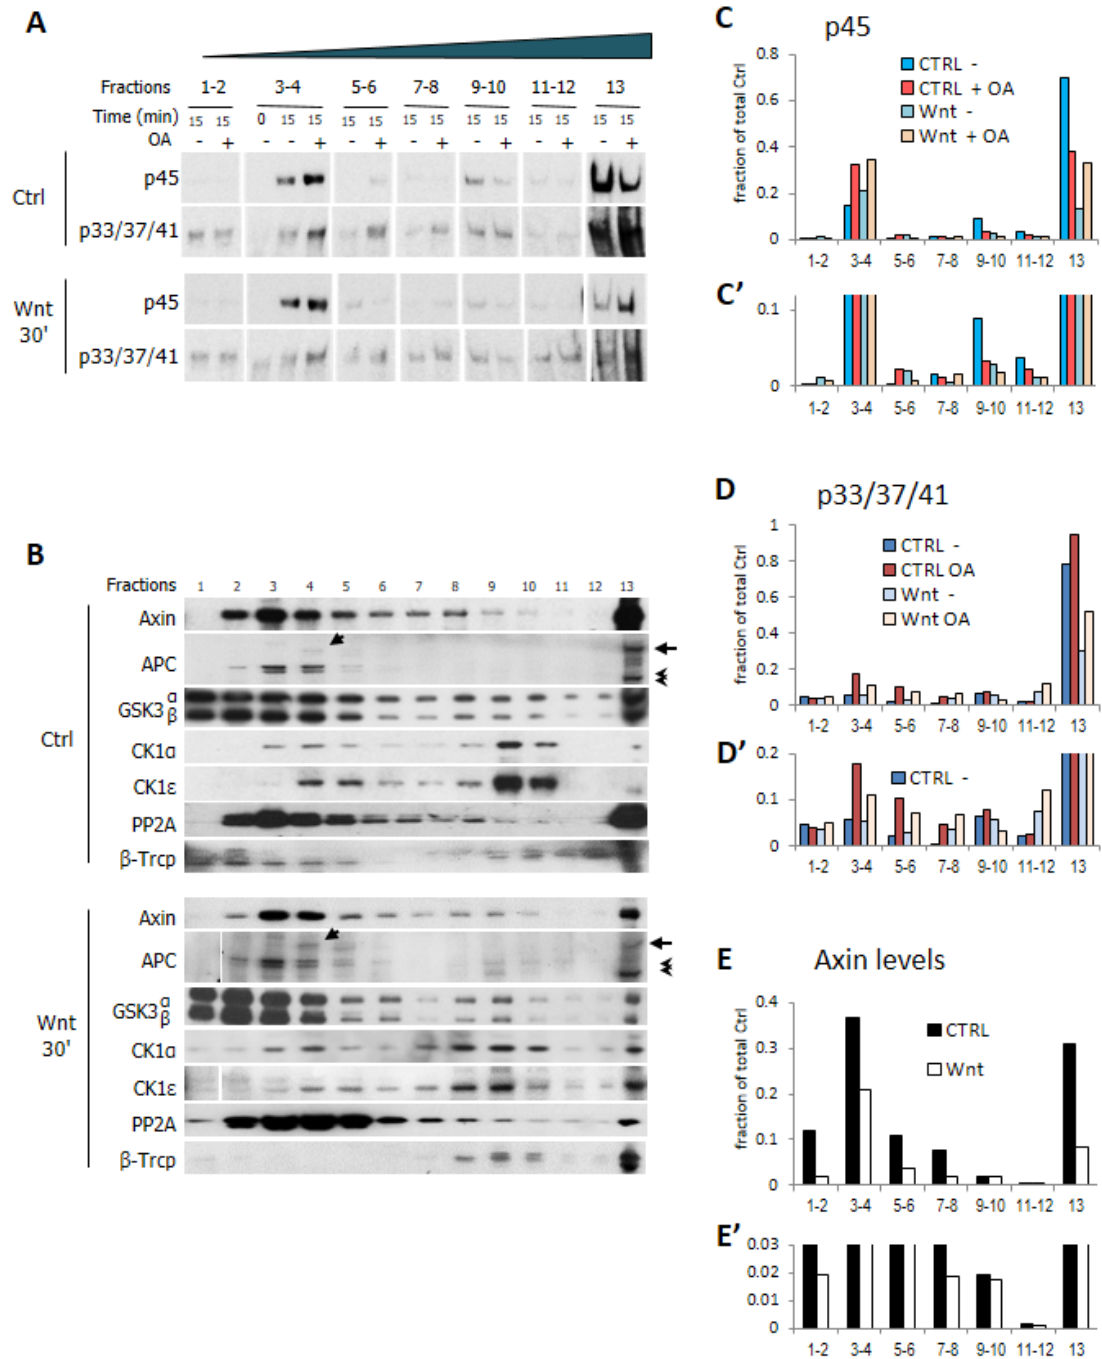 A
Fractions 1-2 3-4 5-6 7-8 9-10 11-12 13
Time (min) 15 15 0 15 15 15 15 15 15 15 15 15 15 15 15
OA - + - - + - + - + - + - + - +
Ctrl
p45
p33/37/41
Wnt 30'
p45
p33/37/41
B
Fractions 1 2 3 4 5 6 7 8 9 10 11 12 13
Ctrl
Axin
APC
GSK3 α β
CK1α
CK1ε
PP2A
β-Trcp
Wnt 30'
Axin
APC
GSK3 α β
CK1α
CK1ε
PP2A
β-Trcp
C p45
fraction of total Ctrl
0.8
0.6
0.4
0.2
0
CTRL -
CTRL + OA
Wnt -
Wnt + OA
1-2 3-4 5-6 7-8 9-10 11-12 13
C'
0.1
0
1-2 3-4 5-6 7-8 9-10 11-12 13
D p33/37/41
fraction of total Ctrl
1
0.8
0.6
0.4
0.2
0
CTRL -
CTRL OA
Wnt -
Wnt OA
1-2 3-4 5-6 7-8 9-10 11-12 13
D'
0.2
0.1
0
CTRL -
1-2 3-4 5-6 7-8 9-10 11-12 13
E Axin levels
fraction of total Ctrl
0.4
0.3
0.2
0.1
0
CTRL
Wnt
1-2 3-4 5-6 7-8 9-10 11-12 13
E'
0.03
0.02
0.01
0
1-2 3-4 5-6 7-8 9-10 11-12 13